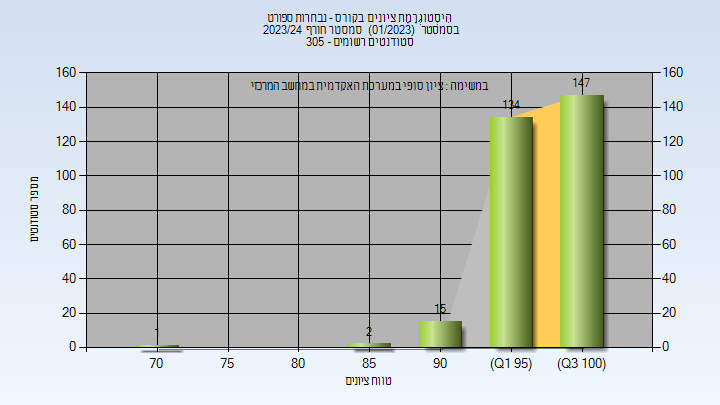 היסטוגרמת ציונים בקורס - נבחרות ספורט
בסמסטר (01/2023) סמסטר חורף 2023/24
סטודנטים רשומים - 305
במשימה : ציון סופי במערכת האקדמית במחשב המרכזי
160 160
140 140
120 120
100 100
80 80
60 60
40 40
20 20
0 0
1 2 15 134 147
מספר סטודנטים
70 75 80 85 90 (Q1 95) (Q3 100)
טווח ציונים